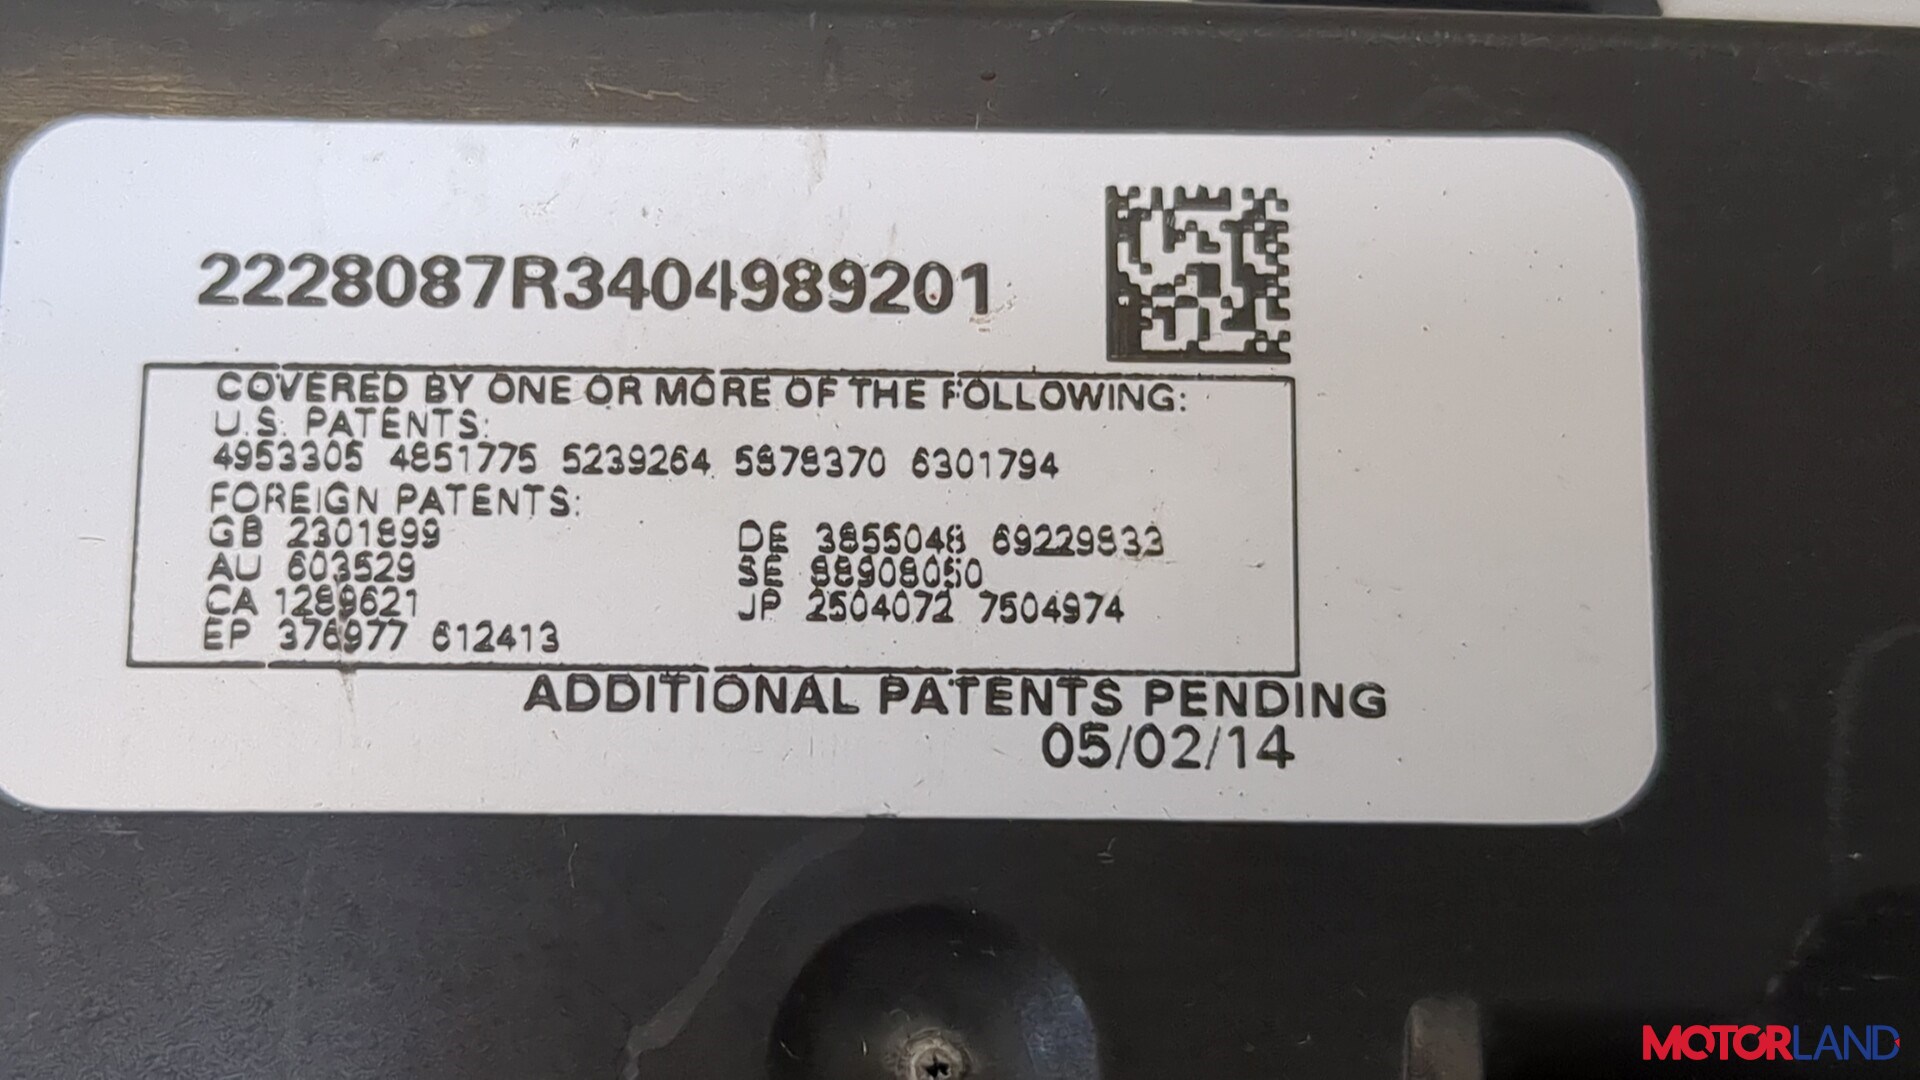 2228087R3404989201
COVERED BY ONE OR MORE OF THE FOLLOWING:
U.S. PATENTS:
4953305 4851775 5239264 5878370 6301794
FOREIGN PATENTS:
GB 2301899
DE 3855048 69229833
AU 603529
SE 88908050
CA 1289621
JP 2504072 7504974
EP 376977 612413
ADDITIONAL PATENTS PENDING
05/02/14
MOTORLAND